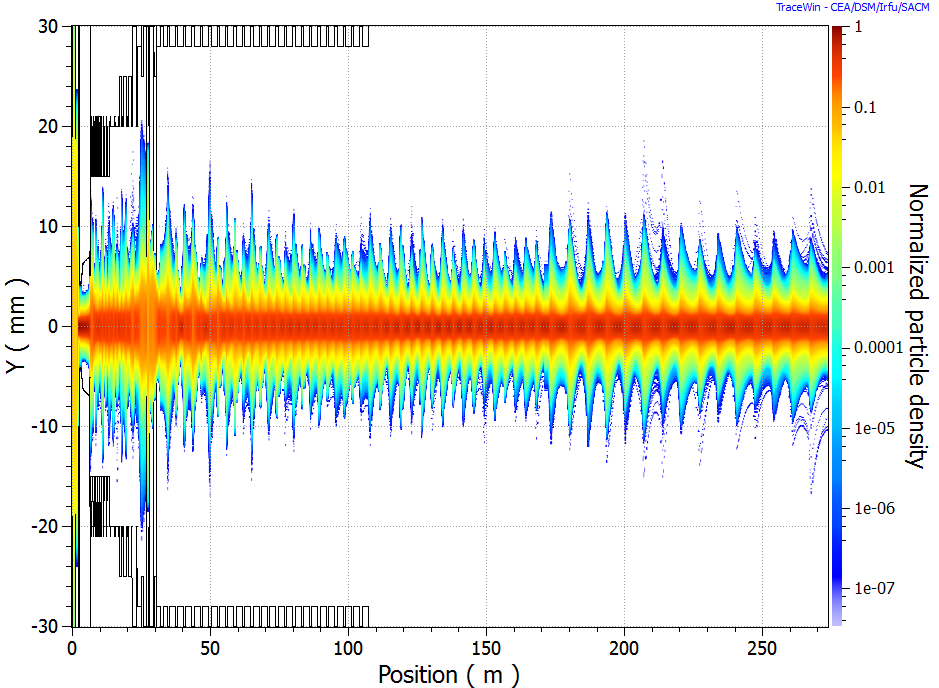 TraceWin - CEA/DSM/Irfu/SACM
30
20
10
0
-10
-20
-30
Y ( mm )
0
50
100
150
200
250
Position ( m )
1
0.1
0.01
0.001
0.0001
1e-05
1e-06
1e-07
Normalized particle density